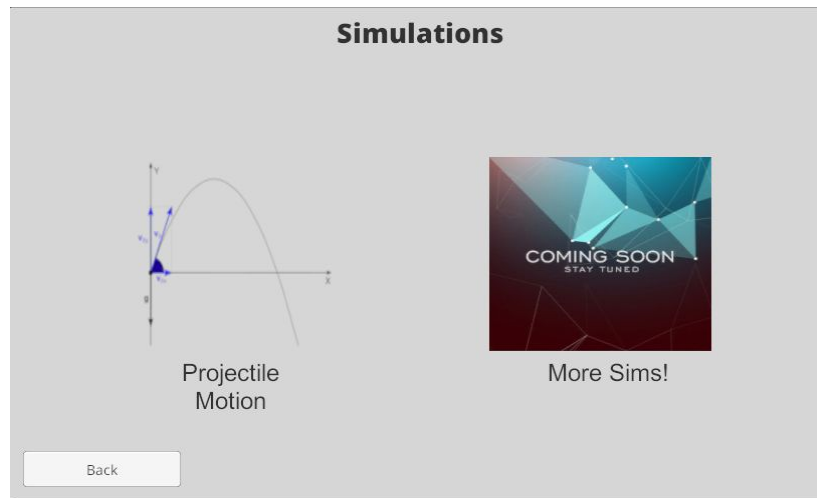 Simulations
Y
X
g
COMING SOON
STAY TUNED
Projectile
Motion
More Sims!
Back